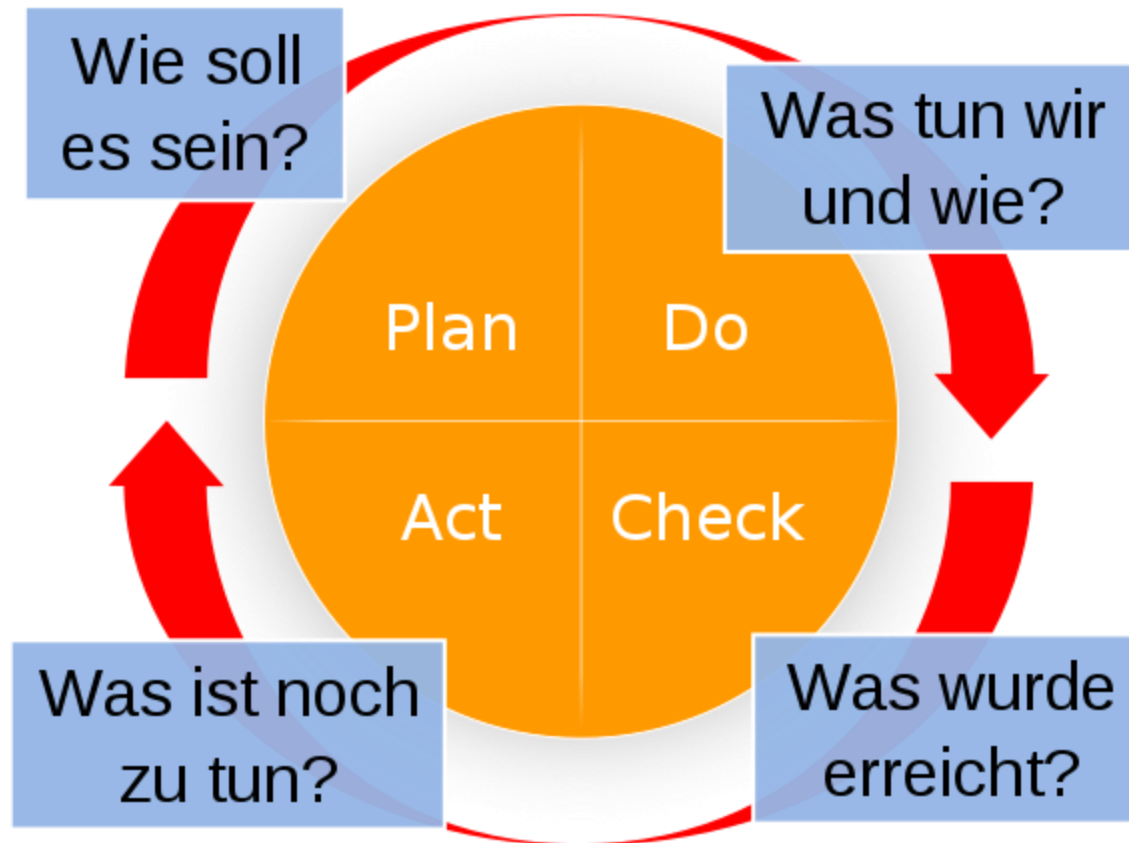 Wie soll
es sein?
Was tun wir
und wie?
Plan
Do
Act
Check
Was ist noch
zu tun?
Was wurde
erreicht?